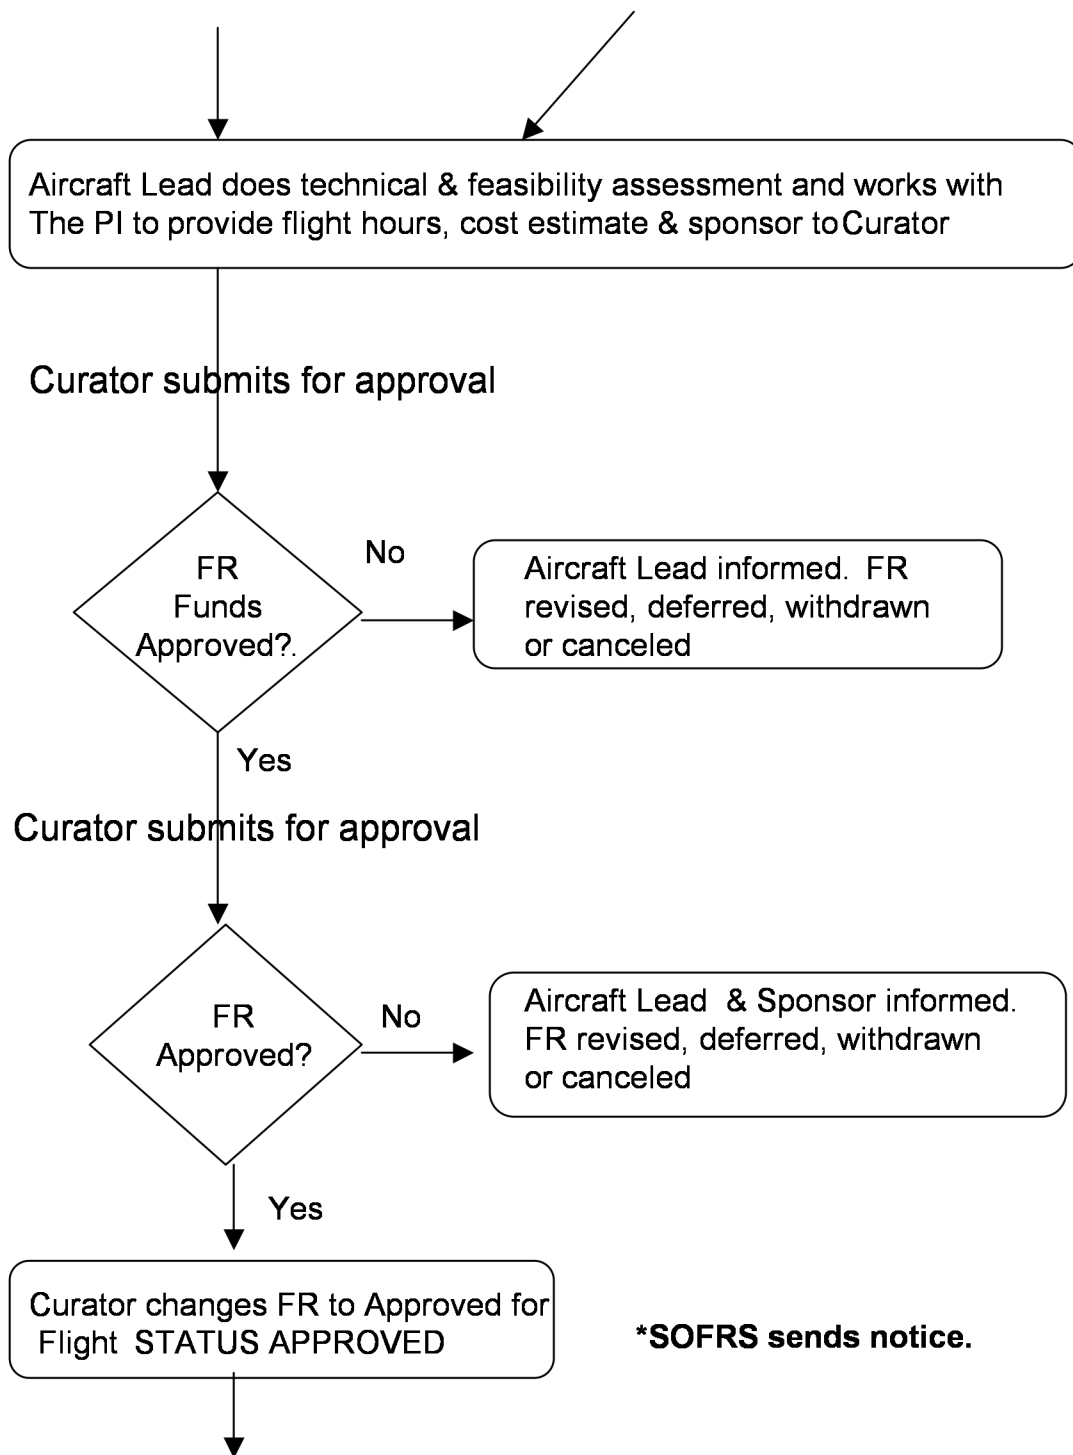 Aircraft Lead does technical & feasibility assessment and works with
The PI to provide flight hours, cost estimate & sponsor to Curator
Curator submits for approval
FR
Funds
Approved?.
No
Aircraft Lead informed.  FR
revised, deferred, withdrawn
or canceled
Yes
Curator submits for approval
FR
Approved?
No
Aircraft Lead  & Sponsor informed.
FR revised, deferred, withdrawn
or canceled
Yes
Curator changes FR to Approved for
Flight  STATUS APPROVED
*SOFRS sends notice.